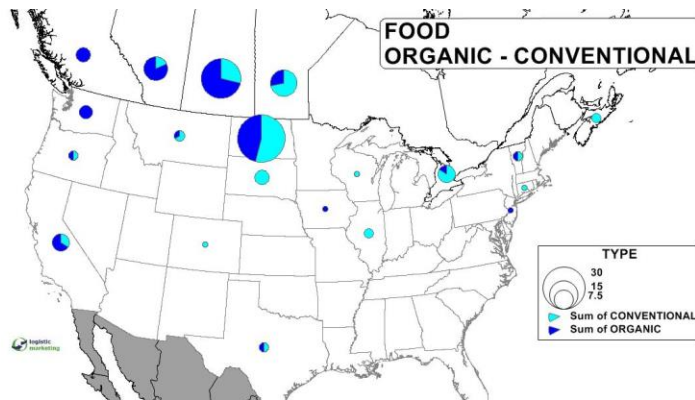 FOOD
ORGANIC - CONVENTIONAL
TYPE
30
15
7.5
Sum of CONVENTIONAL
Sum of ORGANIC
logistic
marketing